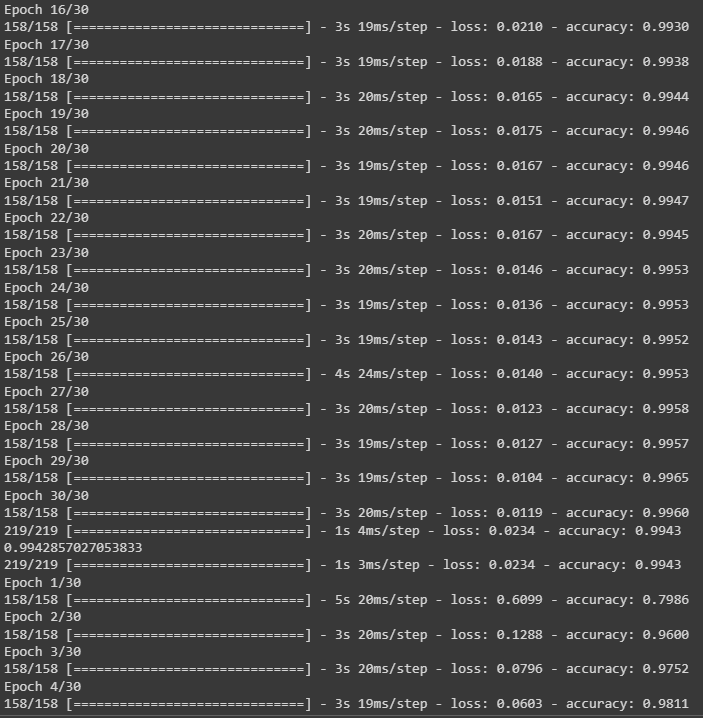 Epoch 16/30
158/158 [==============================] - 3s 19ms/step - loss: 0.0210 - accuracy: 0.9930
Epoch 17/30
158/158 [==============================] - 3s 19ms/step - loss: 0.0188 - accuracy: 0.9938
Epoch 18/30
158/158 [==============================] - 3s 20ms/step - loss: 0.0165 - accuracy: 0.9944
Epoch 19/30
158/158 [==============================] - 3s 20ms/step - loss: 0.0175 - accuracy: 0.9946
Epoch 20/30
158/158 [==============================] - 3s 19ms/step - loss: 0.0167 - accuracy: 0.9946
Epoch 21/30
158/158 [==============================] - 3s 19ms/step - loss: 0.0151 - accuracy: 0.9947
Epoch 22/30
158/158 [==============================] - 3s 20ms/step - loss: 0.0167 - accuracy: 0.9945
Epoch 23/30
158/158 [==============================] - 3s 20ms/step - loss: 0.0146 - accuracy: 0.9953
Epoch 24/30
158/158 [==============================] - 3s 19ms/step - loss: 0.0136 - accuracy: 0.9953
Epoch 25/30
158/158 [==============================] - 3s 19ms/step - loss: 0.0143 - accuracy: 0.9952
Epoch 26/30
158/158 [==============================] - 4s 24ms/step - loss: 0.0140 - accuracy: 0.9953
Epoch 27/30
158/158 [==============================] - 3s 20ms/step - loss: 0.0123 - accuracy: 0.9958
Epoch 28/30
158/158 [==============================] - 3s 19ms/step - loss: 0.0127 - accuracy: 0.9957
Epoch 29/30
158/158 [==============================] - 3s 19ms/step - loss: 0.0104 - accuracy: 0.9965
Epoch 30/30
158/158 [==============================] - 3s 20ms/step - loss: 0.0119 - accuracy: 0.9960
219/219 [==============================] - 1s 4ms/step - loss: 0.0234 - accuracy: 0.9943
0.9942857027053833
219/219 [==============================] - 1s 3ms/step - loss: 0.0234 - accuracy: 0.9943
Epoch 1/30
158/158 [==============================] - 5s 20ms/step - loss: 0.6099 - accuracy: 0.7986
Epoch 2/30
158/158 [==============================] - 3s 20ms/step - loss: 0.1288 - accuracy: 0.9600
Epoch 3/30
158/158 [==============================] - 3s 20ms/step - loss: 0.0796 - accuracy: 0.9752
Epoch 4/30
158/158 [==============================] - 3s 19ms/step - loss: 0.0603 - accuracy: 0.9811